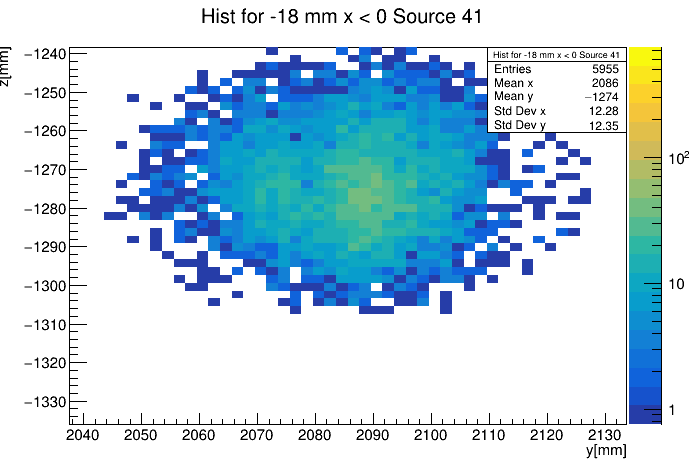 Hist for -18 mm x < 0 Source 41
z[mm]
−1240
−1250
−1260
−1270
−1280
−1290
−1300
−1310
−1320
−1330
Hist for -18 mm x < 0 Source 41
Entries 5955
Mean x 2086
Mean y −1274
Std Dev x 12.28
Std Dev y 12.35
10²
10
1
2040 2050 2060 2070 2080 2090 2100 2110 2120 2130
y[mm]